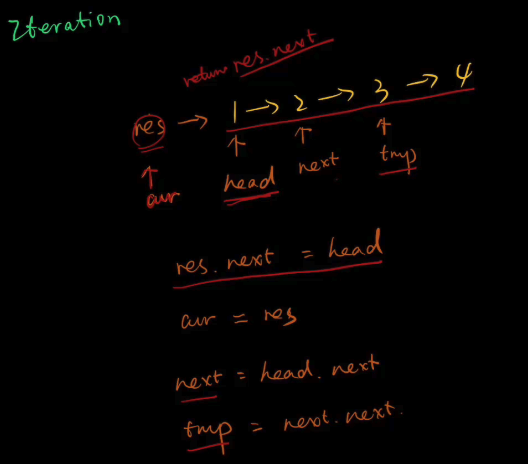 Iteration
return res.next
res → 1 → 2 → 3 → 4
cur head next tmp
res.next = head
cur = res
next = head.next
tmp = next.next.